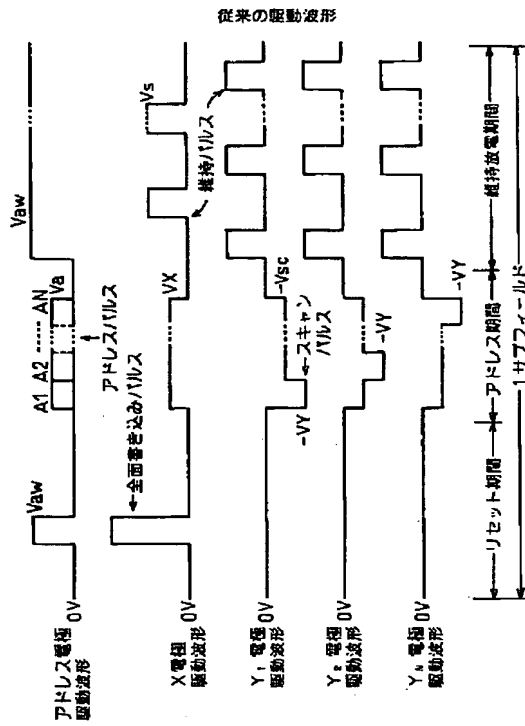 従来の駆動波形
アドレス電極
駆動波形
0V
Vaw
A1
A2
AN
Va
アドレスパルス
Vaw
X電極
駆動波形
0V
全面書き込みパルス
VX
Vs
維持パルス
Y1電極
駆動波形
0V
-VY
スキャン
パルス
-Vsc
Y2電極
駆動波形
0V
-VY
YN電極
駆動波形
0V
-VY
リセット期間
アドレス期間
維持放電期間
1サブフィールド